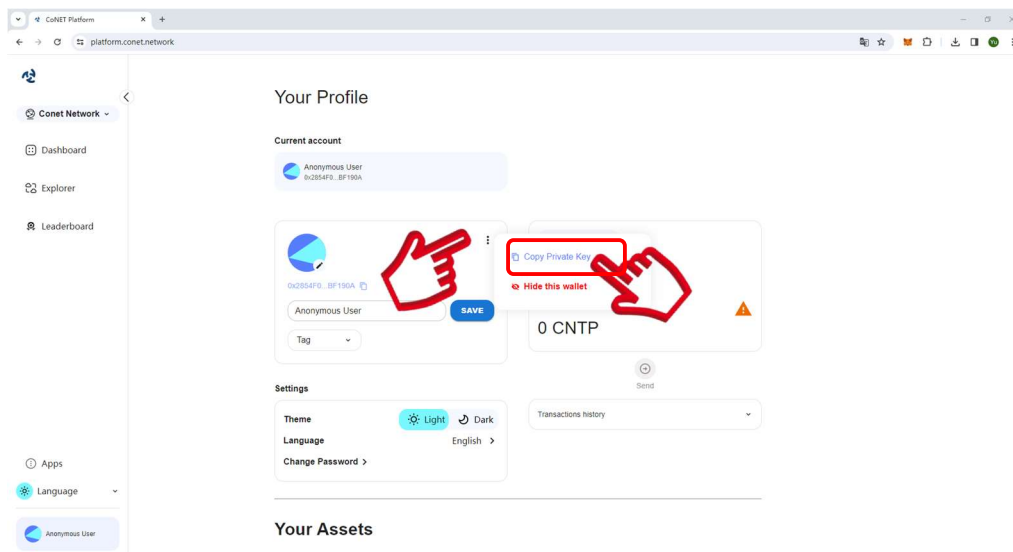 CoNET Platform
platform.conet.network
YU
Conet Network
Dashboard
Explorer
Leaderboard
Apps
Language
Anonymous User
Your Profile
Current account
Anonymous User
0x2854F0...BF190A
0x2854F0...BF190A
Anonymous User
SAVE
Tag
Copy Private Key
Hide this wallet
0 CNTP
Send
Transactions history
Settings
Theme
Light
Dark
Language
English
Change Password
Your Assets